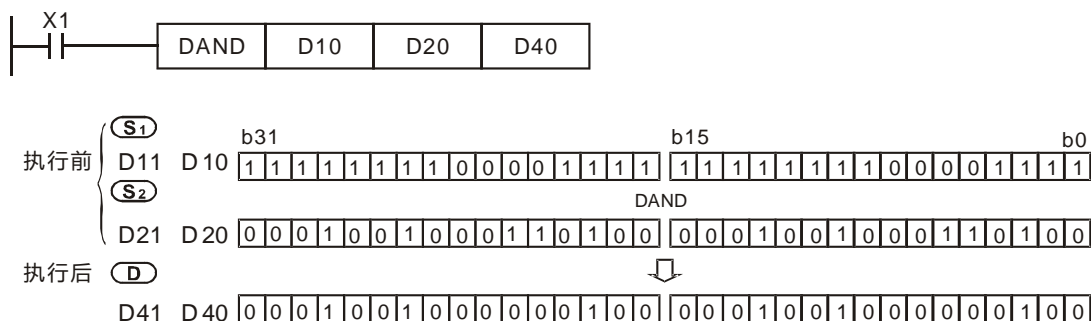 X1
DAND D10 D20 D40
S1
b31 b15 b0
执行前 D11 D10 1 1 1 1 1 1 1 1 0 0 0 0 1 1 1 1 1 1 1 1 1 1 1 1 0 0 0 0 1 1 1 1
S2
DAND
D21 D20 0 0 0 1 0 0 1 0 0 0 1 1 0 1 0 0 0 0 0 1 0 0 1 0 0 0 1 1 0 1 0 0
执行后 D
D41 D40 0 0 0 1 0 0 1 0 0 0 0 0 0 1 0 0 0 0 0 1 0 0 1 0 0 0 0 0 0 1 0 0